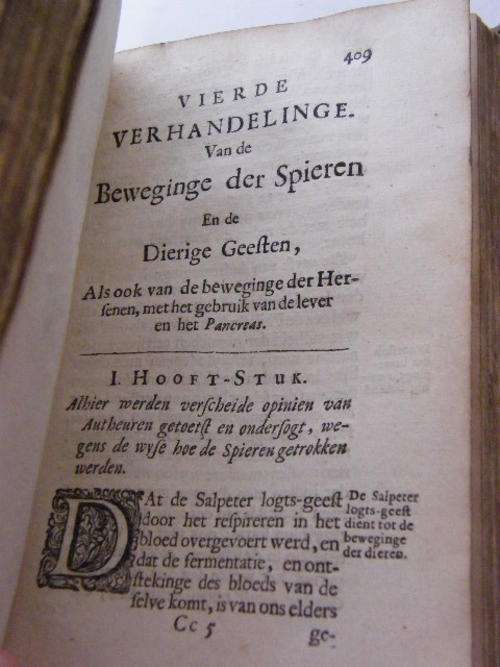 409
VIERDE
VERHANDELINGE.
Van de
Beweginge der Spieren
En de
Dierige Geeſten,
Als ook van de beweginge der Her-
ſenen, met het gebruik van de lever
en het Pancreas.
I. HOOFT-STUK.
Alhier werden verſcheide opinien van
Autheuren getoetſt en onderſogt, we-
gens de wyſe hoe de Spieren getrokken
werden.
DAt de Salpeter logts-geeſt
door het reſpireren in het
bloed overgevoert werd, en
dat de fermentatie, en ont-
ſtekinge des bloeds van de
ſelve komt, is van ons elders
De Salpeter
logts-geeſt
dient tot de
beweginge
der dieren.
Cc 5
ge-